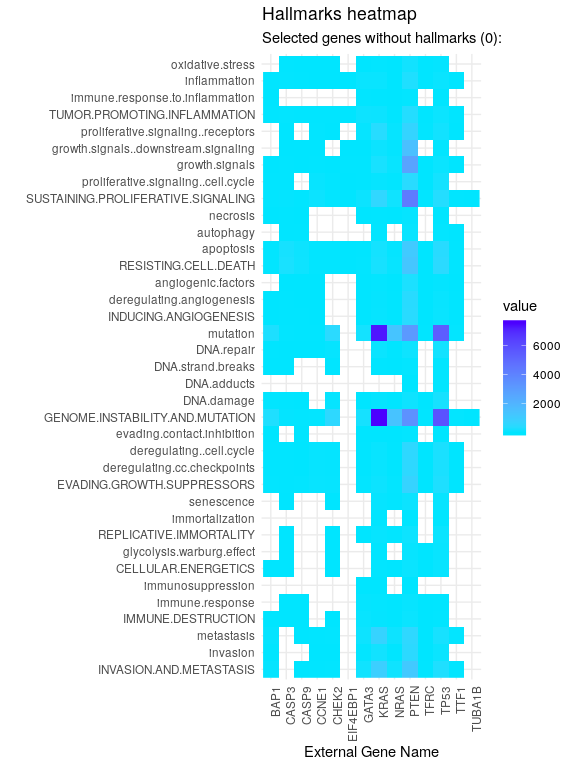 Hallmarks heatmap
Selected genes without hallmarks (0):
oxidative.stress
inflammation
immune.response.to.inflammation
TUMOR.PROMOTING.INFLAMMATION
proliferative.signaling..receptors
growth.signals..downstream.signaling
growth.signals
proliferative.signaling..cell.cycle
SUSTAINING.PROLIFERATIVE.SIGNALING
necrosis
autophagy
apoptosis
RESISTING.CELL.DEATH
angiogenic.factors
deregulating.angiogenesis
INDUCING.ANGIOGENESIS
mutation
DNA.repair
DNA.strand.breaks
DNA.adducts
DNA.damage
GENOME.INSTABILITY.AND.MUTATION
evading.contact.inhibition
deregulating..cell.cycle
deregulating.cc.checkpoints
EVADING.GROWTH.SUPPRESSORS
senescence
immortalization
REPLICATIVE.IMMORTALITY
glycolysis.warburg.effect
CELLULAR.ENERGETICS
immunosuppression
immune.response
IMMUNE.DESTRUCTION
metastasis
invasion
INVASION.AND.METASTASIS
BAP1
CASP3
CASP9
CCNE1
CHEK2
EIF4EBP1
GATA3
KRAS
NRAS
PTEN
TFRC
TP53
TTF1
TUBA1B
External Gene Name
value
6000
4000
2000